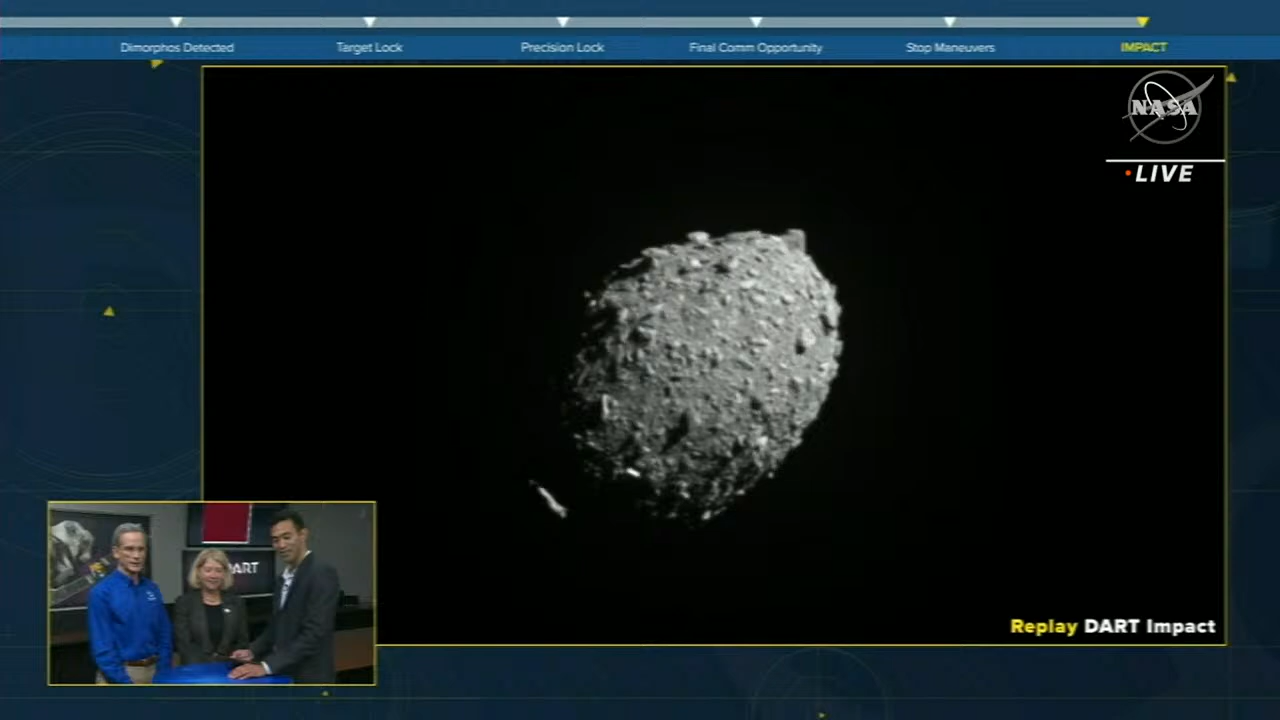 Dimorphos Detected
Target Lock
Precision Lock
Final Comm Opportunity
Stop Maneuvers
IMPACT
NASA
LIVE
DART
Replay DART Impact